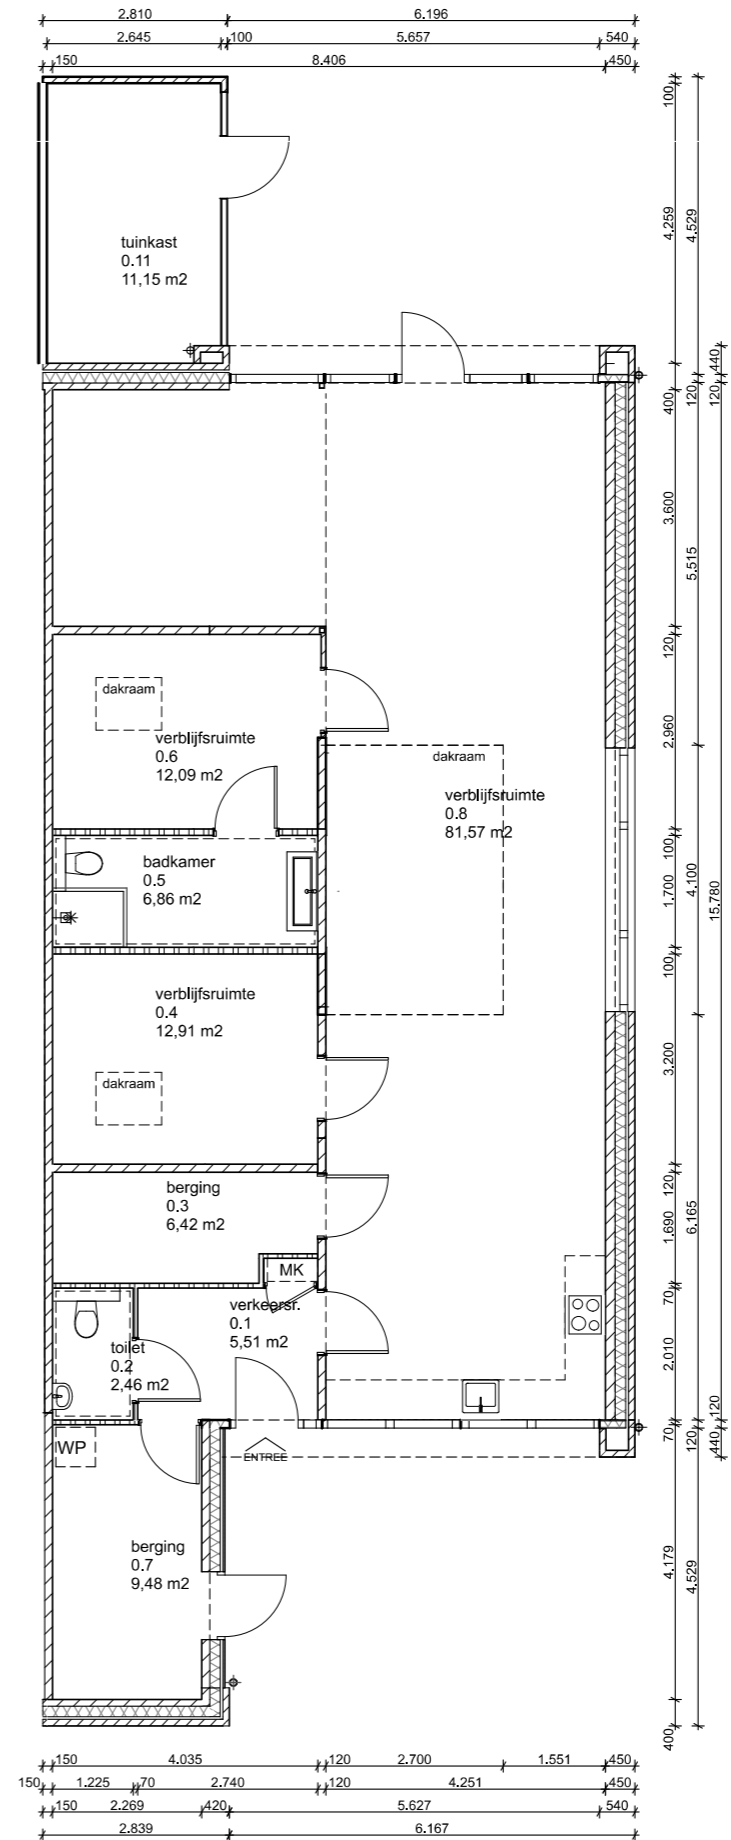 2.810 6.196
2.645 100 5.657 540
150 8.406 450
100
4.259
4.529
tuinkast
0.11
11,15 m2
440
120
120
400
3.600
5.515
120
dakraam
verblijfsruimte
0.6
12,09 m2
2.960
dakraam
verblijfsruimte
0.8
81,57 m2
badkamer
0.5
6,86 m2
100
1.700
4.100
15.780
100
verblijfsruimte
0.4
12,91 m2
dakraam
3.200
berging
0.3
6,42 m2
120
1.690
6.165
MK
70
verkeersr.
0.1
5,51 m2
toilet
0.2
2,46 m2
2.010
120
WP
ENTREE
70
120
440
berging
0.7
9,48 m2
4.179
4.529
400
150 4.035 120 2.700 1.551 450
150 1.225 70 2.740 120 4.251 450
150 2.269 420 5.627 540
2.839 6.167